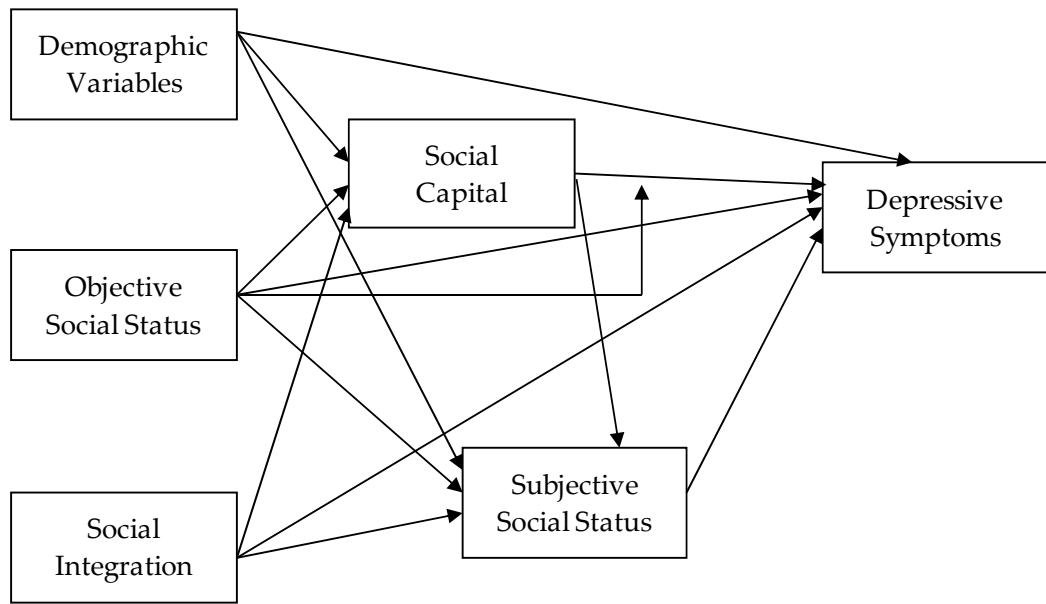 Demographic
Variables
Social
Capital
Depressive
Symptoms
Objective
Social Status
Subjective
Social Status
Social
Integration